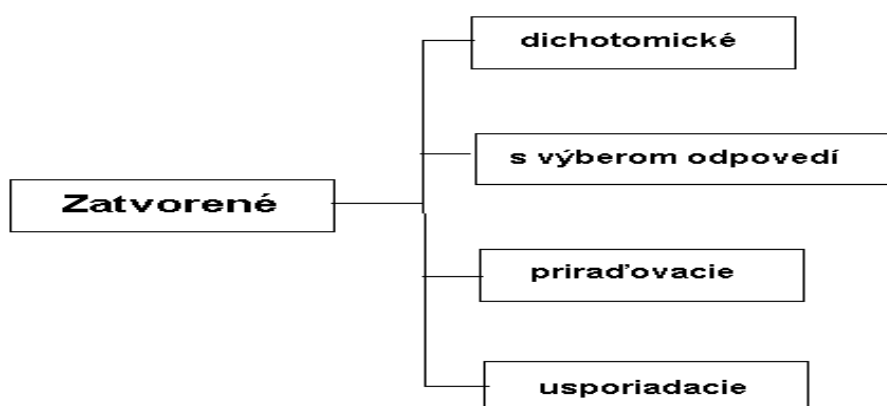 dichotomické
s výberom odpovedí
Zatvorené
priraďovacie
usporiadacie